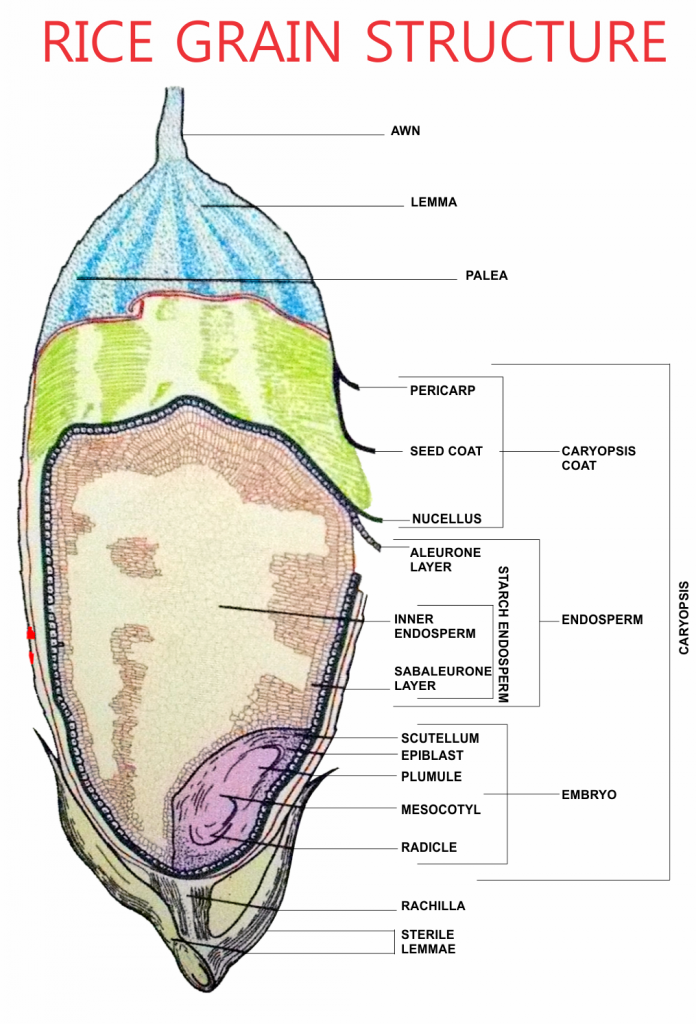 RICE GRAIN STRUCTURE
AWN
LEMMA
PALEA
PERICARP
SEED COAT
CARYOPSIS
COAT
NUCELLUS
ALEURONE
LAYER
STARCH ENDOSPERM
INNER
ENDOSPERM
ENDOSPERM
CARYOPSIS
SABALEURONE
LAYER
SCUTELLUM
EPIBLAST
PLUMULE
EMBRYO
MESOCOTYL
RADICLE
RACHILLA
STERILE
LEMMAE